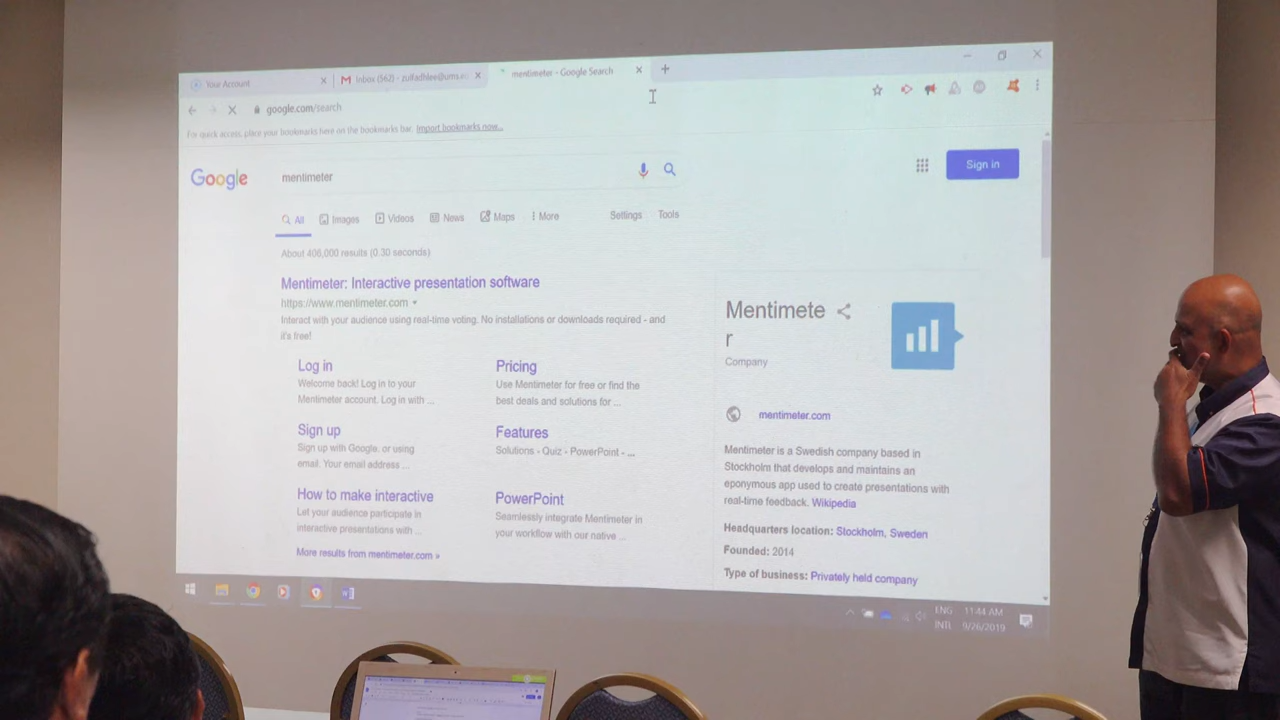 Your Account
Inbox (362) - zulfadhlee@ums.e
mentimeter - Google Search
google.com/search
For quick access, place your bookmarks here on the bookmarks bar. Import bookmarks now...
Google
mentimeter
Sign in
All Images Videos News Maps More Settings Tools
About 406,000 results (0.30 seconds)
Mentimeter: Interactive presentation software
https://www.mentimeter.com
Interact with your audience using real-time voting. No installations or downloads required - and
it's free!
Log in
Welcome back! Log in to your
Mentimeter account. Log in with ...
Pricing
Use Mentimeter for free or find the
best deals and solutions for ...
Sign up
Sign up with Google, or using
email. Your email address ...
Features
Solutions - Quiz - PowerPoint - ...
How to make interactive
Let your audience participate in
interactive presentations with ...
PowerPoint
Seamlessly integrate Mentimeter in
your workflow with our native ...
More results from mentimeter.com »
Mentimete
r
Company
mentimeter.com
Mentimeter is a Swedish company based in
Stockholm that develops and maintains an
eponymous app used to create presentations with
real-time feedback. Wikipedia
Headquarters location: Stockholm, Sweden
Founded: 2014
Type of business: Privately held company
ENG
INTL
11:44 AM
9/26/2019